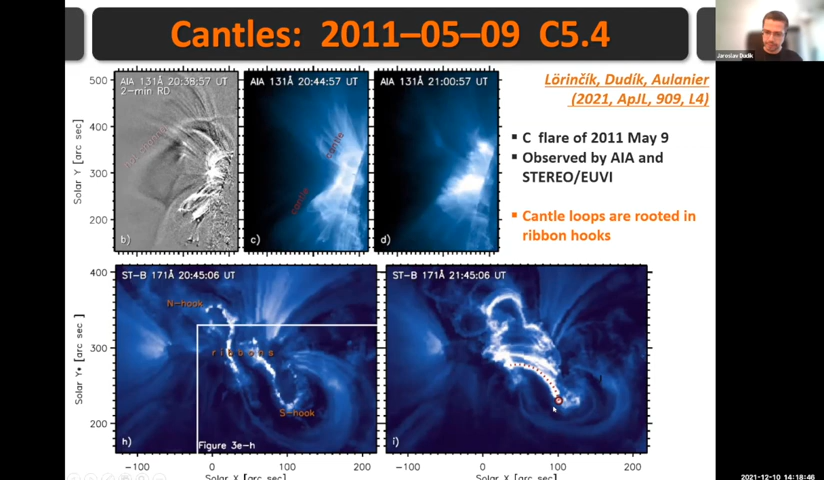 Cantles: 2011–05–09 C5.4
Jaroslav Dudik
Lörinčík, Dudík, Aulanier
(2021, ApJL, 909, L4)
▪ C flare of 2011 May 9
▪ Observed by AIA and
STEREO/EUVI
▪ Cantle loops are rooted in
ribbon hooks
AIA 131Å 20:38:57 UT
2-min RD
b)
AIA 131Å 20:44:57 UT
cantle
cantle
c)
AIA 131Å 21:00:57 UT
d)
Solar Y [arc sec]
500
400
300
200
ST-B 171Å 20:45:06 UT
N-hook
ribbons
S-hook
h)
Figure 3e-h
ST-B 171Å 21:45:06 UT
i)
Solar Y* [arc sec]
400
300
200
-100 0 100 200
-100 0 100 200
Solar X [arc sec]
Solar X [arc sec]
2021-12-10 14:18:46